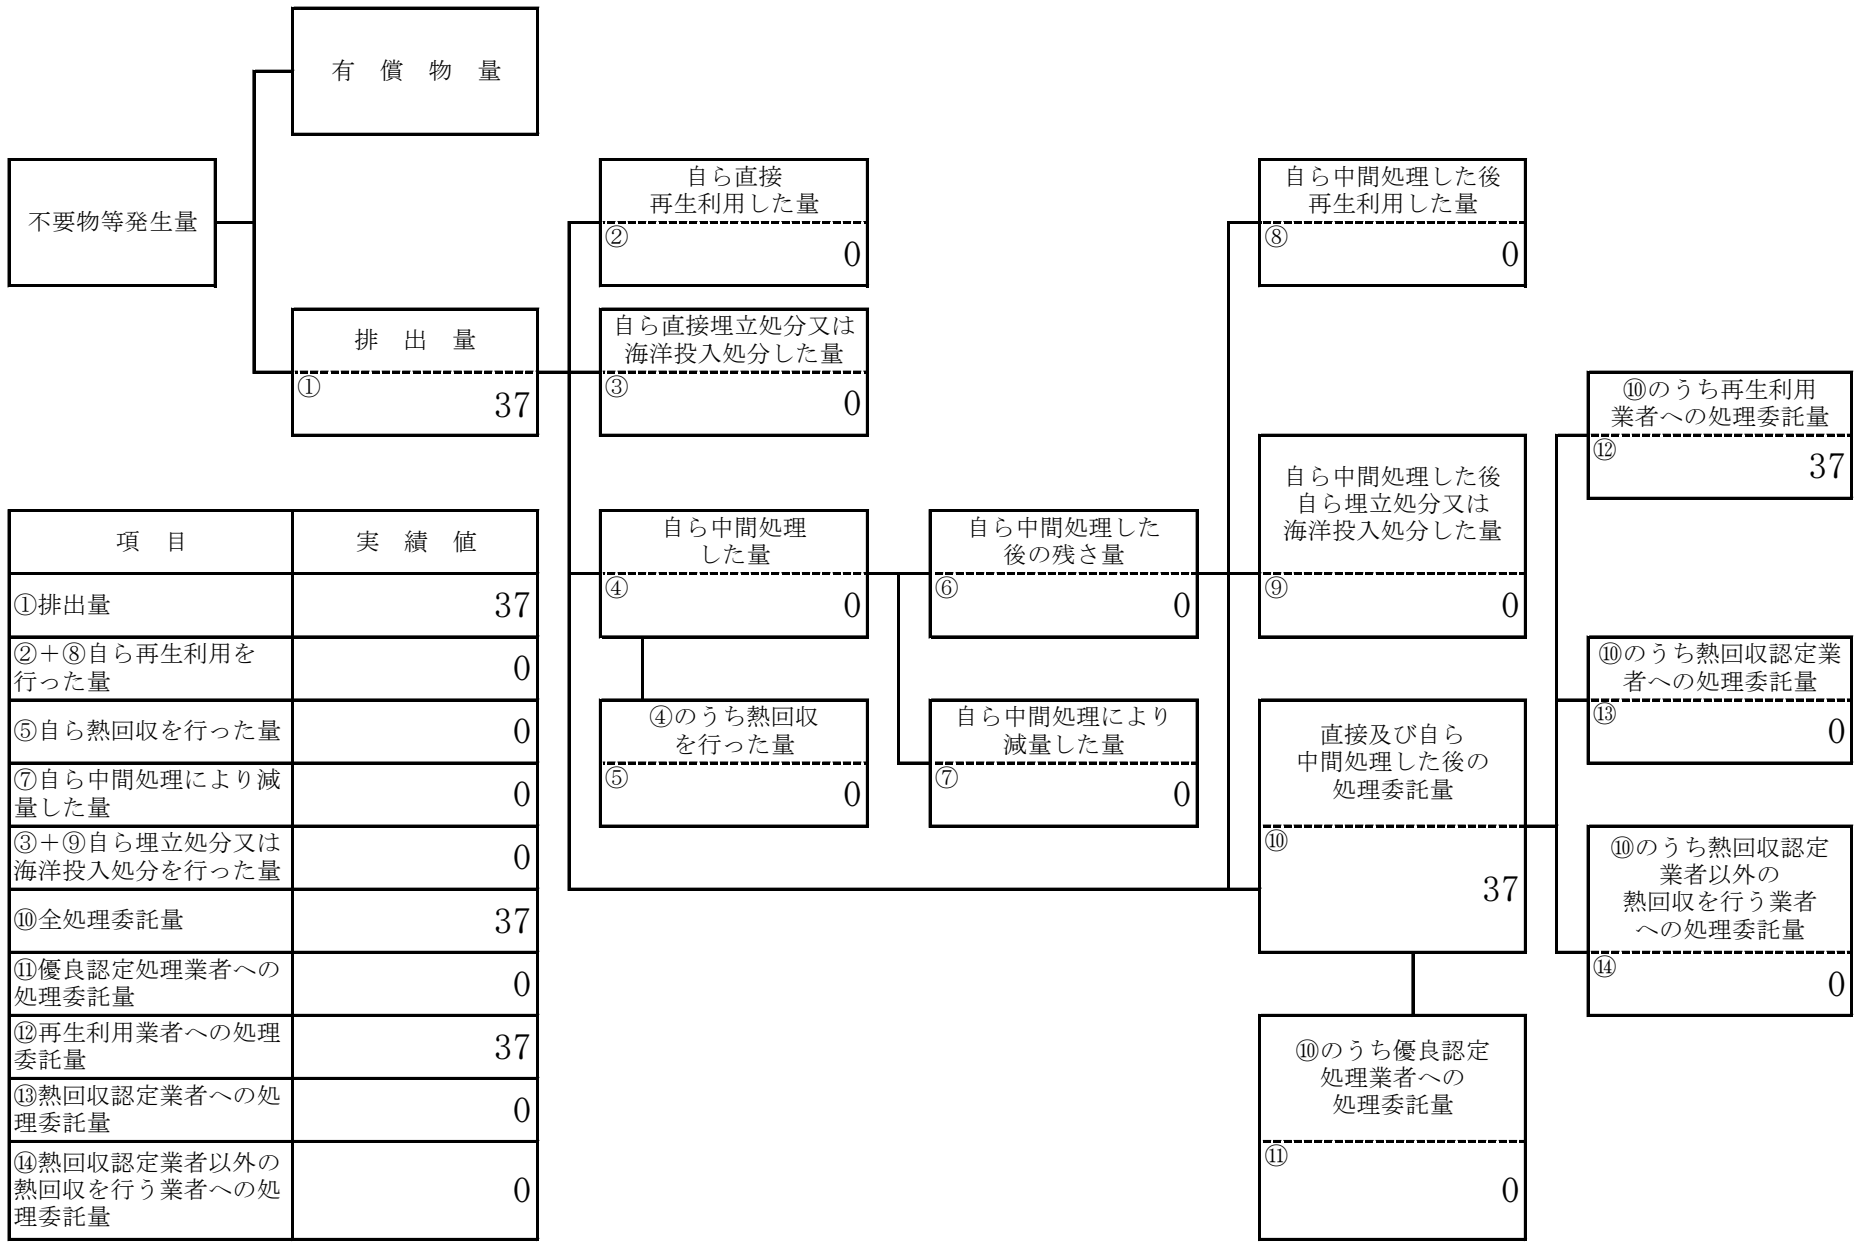 有 償 物 量
不要物等発生量
排 出 量
①
37
自ら直接
再生利用した量
②
0
自ら直接埋立処分又は
海洋投入処分した量
③
0
自ら中間処理
した量
④
0
④のうち熱回収
を行った量
⑤
0
自ら中間処理した
後の残さ量
⑥
0
自ら中間処理により
減量した量
⑦
0
自ら中間処理した後
再生利用した量
⑧
0
自ら中間処理した後
自ら埋立処分又は
海洋投入処分した量
⑨
0
直接及び自ら
中間処理した後の
処理委託量
⑩
37
⑩のうち優良認定
処理業者への
処理委託量
⑪
0
⑩のうち再生利用
業者への処理委託量
⑫
37
⑩のうち熱回収認定業
者への処理委託量
⑬
0
⑩のうち熱回収認定
業者以外の
熱回収を行う業者
への処理委託量
⑭
0
項 目 実 績 値
①排出量 37
②＋⑧自ら再生利用を
行った量 0
⑤自ら熱回収を行った量 0
⑦自ら中間処理により減
量した量 0
③＋⑨自ら埋立処分又は
海洋投入処分を行った量 0
⑩全処理委託量 37
⑪優良認定処理業者への
処理委託量 0
⑫再生利用業者への処理
委託量 37
⑬熱回収認定業者への処
理委託量 0
⑭熱回収認定業者以外の
熱回収を行う業者への処
理委託量 0